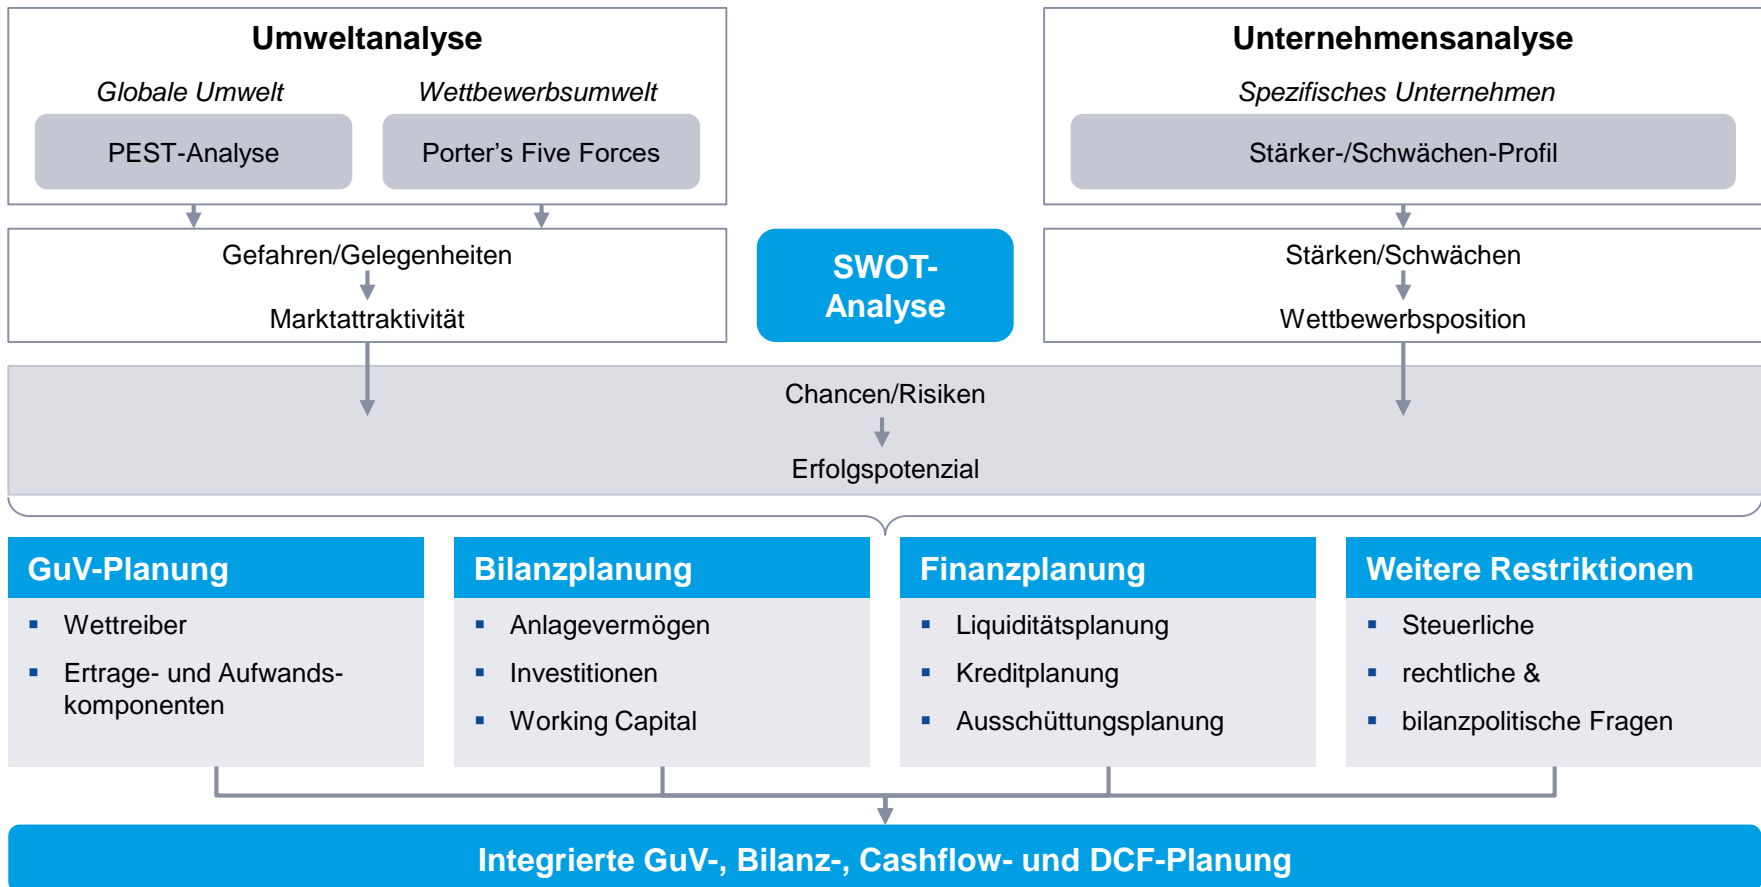 Umweltanalyse
Globale Umwelt
Wettbewerbsumwelt
PEST-Analyse
Porter’s Five Forces
Unternehmensanalyse
Spezifisches Unternehmen
Stärker-/Schwächen-Profil
Gefahren/Gelegenheiten
Marktattraktivität
SWOT-
Analyse
Stärken/Schwächen
Wettbewerbsposition
Chancen/Risiken
Erfolgspotenzial
GuV-Planung
▪ Wettreiber
▪ Ertrage- und Aufwands-
komponenten
Bilanzplanung
▪ Anlagevermögen
▪ Investitionen
▪ Working Capital
Finanzplanung
▪ Liquiditätsplanung
▪ Kreditplanung
▪ Ausschüttungsplanung
Weitere Restriktionen
▪ Steuerliche
▪ rechtliche &
▪ bilanzpolitische Fragen
Integrierte GuV-, Bilanz-, Cashflow- und DCF-Planung